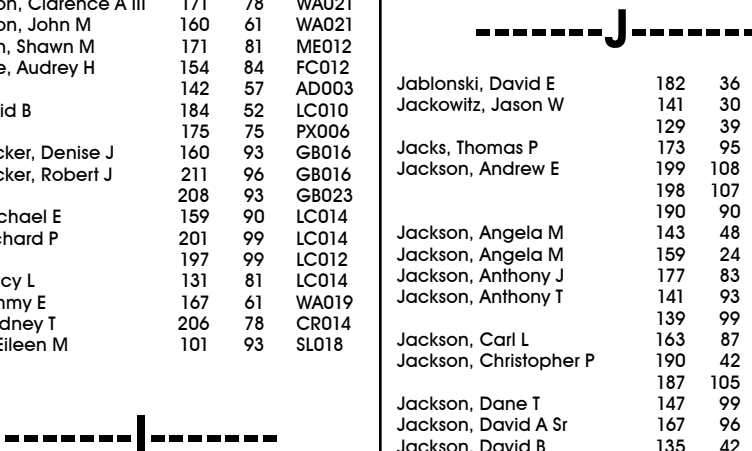 on, Clarence A III 171 78 WA021
on, John M 160 61 WA021
n, Shawn M 171 81 ME012
e, Audrey H 154 84 FC012
142 57 AD003
id B 184 52 LC010
175 75 PX006
cker, Denise J 160 93 GB016
cker, Robert J 211 96 GB016
208 93 GB023
chael E 159 90 LC014
chard P 201 99 LC014
197 99 LC012
cy L 131 81 LC014
nmy E 167 61 WA019
dney T 206 78 CR014
Eileen M 101 93 SL018
-------I-------
-------J------
Jablonski, David E 182 36
Jackowitz, Jason W 141 30
129 39
Jacks, Thomas P 173 95
Jackson, Andrew E 199 108
198 107
190 90
Jackson, Angela M 143 48
Jackson, Angela M 159 24
Jackson, Anthony J 177 83
Jackson, Anthony T 141 93
139 99
Jackson, Carl L 163 87
Jackson, Christopher P 190 42
187 105
Jackson, Dane T 147 99
Jackson, David A Sr 167 96
Jackson, David B 135 42